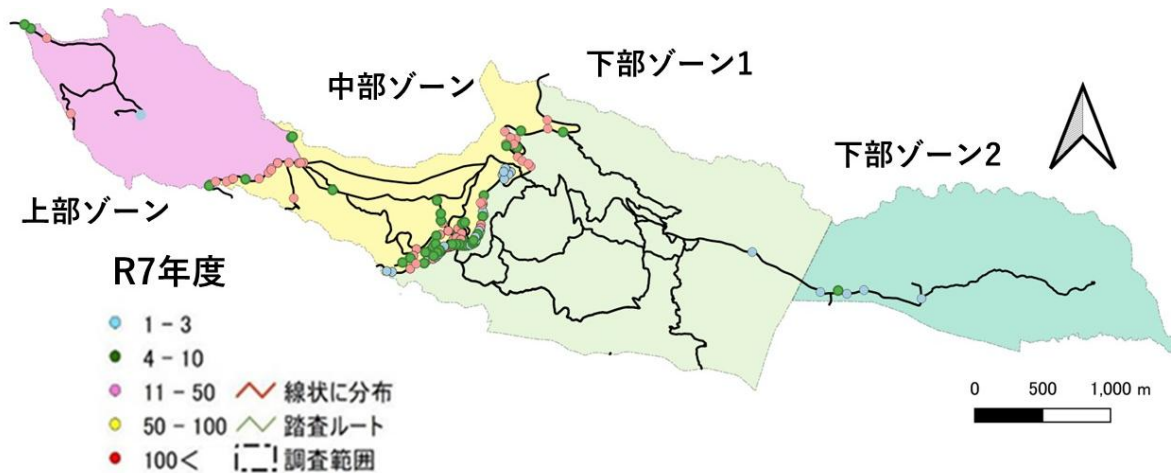 下部ゾーン1
中部ゾーン
下部ゾーン2
上部ゾーン
R7年度
1 - 3
4 - 10
11 - 50
線状に分布
50 - 100
踏査ルート
100<
調査範囲
0 500 1,000 m